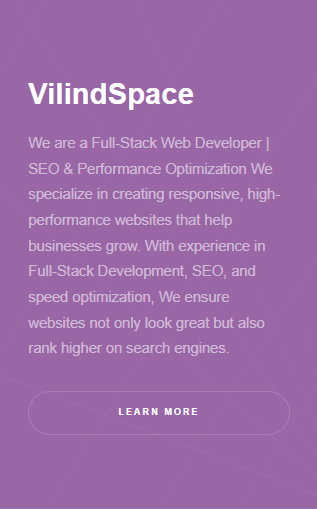 VilindSpace
We are a Full-Stack Web Developer |
SEO & Performance Optimization We
specialize in creating responsive, high-
performance websites that help
businesses grow. With experience in
Full-Stack Development, SEO, and
speed optimization, We ensure
websites not only look great but also
rank higher on search engines.
LEARN MORE